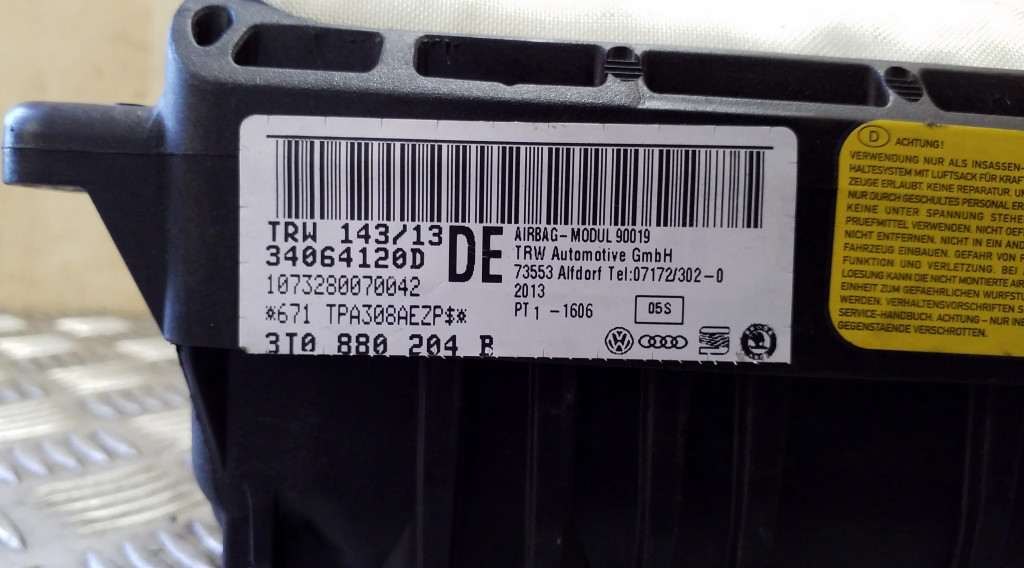 TRW 143/13
34064120D
DE
1073280070042
*671 TPA308AEZP$*
3T0 880 204 B
AIRBAG-MODUL 90019
TRW Automotive GmbH
73553 Alfdorf Tel:07172/302-0
2013
PT1 -1606
05S
D ACHTUNG!
VERWENDUNG NUR ALS INSASSEN-
HALTESYSTEM MIT LUFTSACK FÜR KRAFT
ZEUGE ERLAUBT. KEINE REPARATUR.
NUR DURCH GESCHULTES PERSONAL
KEINE UNTER SPANNUNG STEHE
PRUEFMITTEL VERWENDEN. NICHT
NICHT ENTFERNEN. NICHT IN EIN AND
FAHRZEUG EINBAUEN. GEFAHR VON F
FUNKTION UND VERLETZUNG. BEI
LOESUNG KANN DIE NICHT MONTIERTE AIR
EINHEIT ZUM GEFAEHRLICHEN WURFSTÜ
WERDEN. VERHALTENSVORSCHRIFTEN S
SERVICE-HANDBUCH. ACHTUNG - NUR INE
GEGENSTAENDE VERSCHROTTEN.